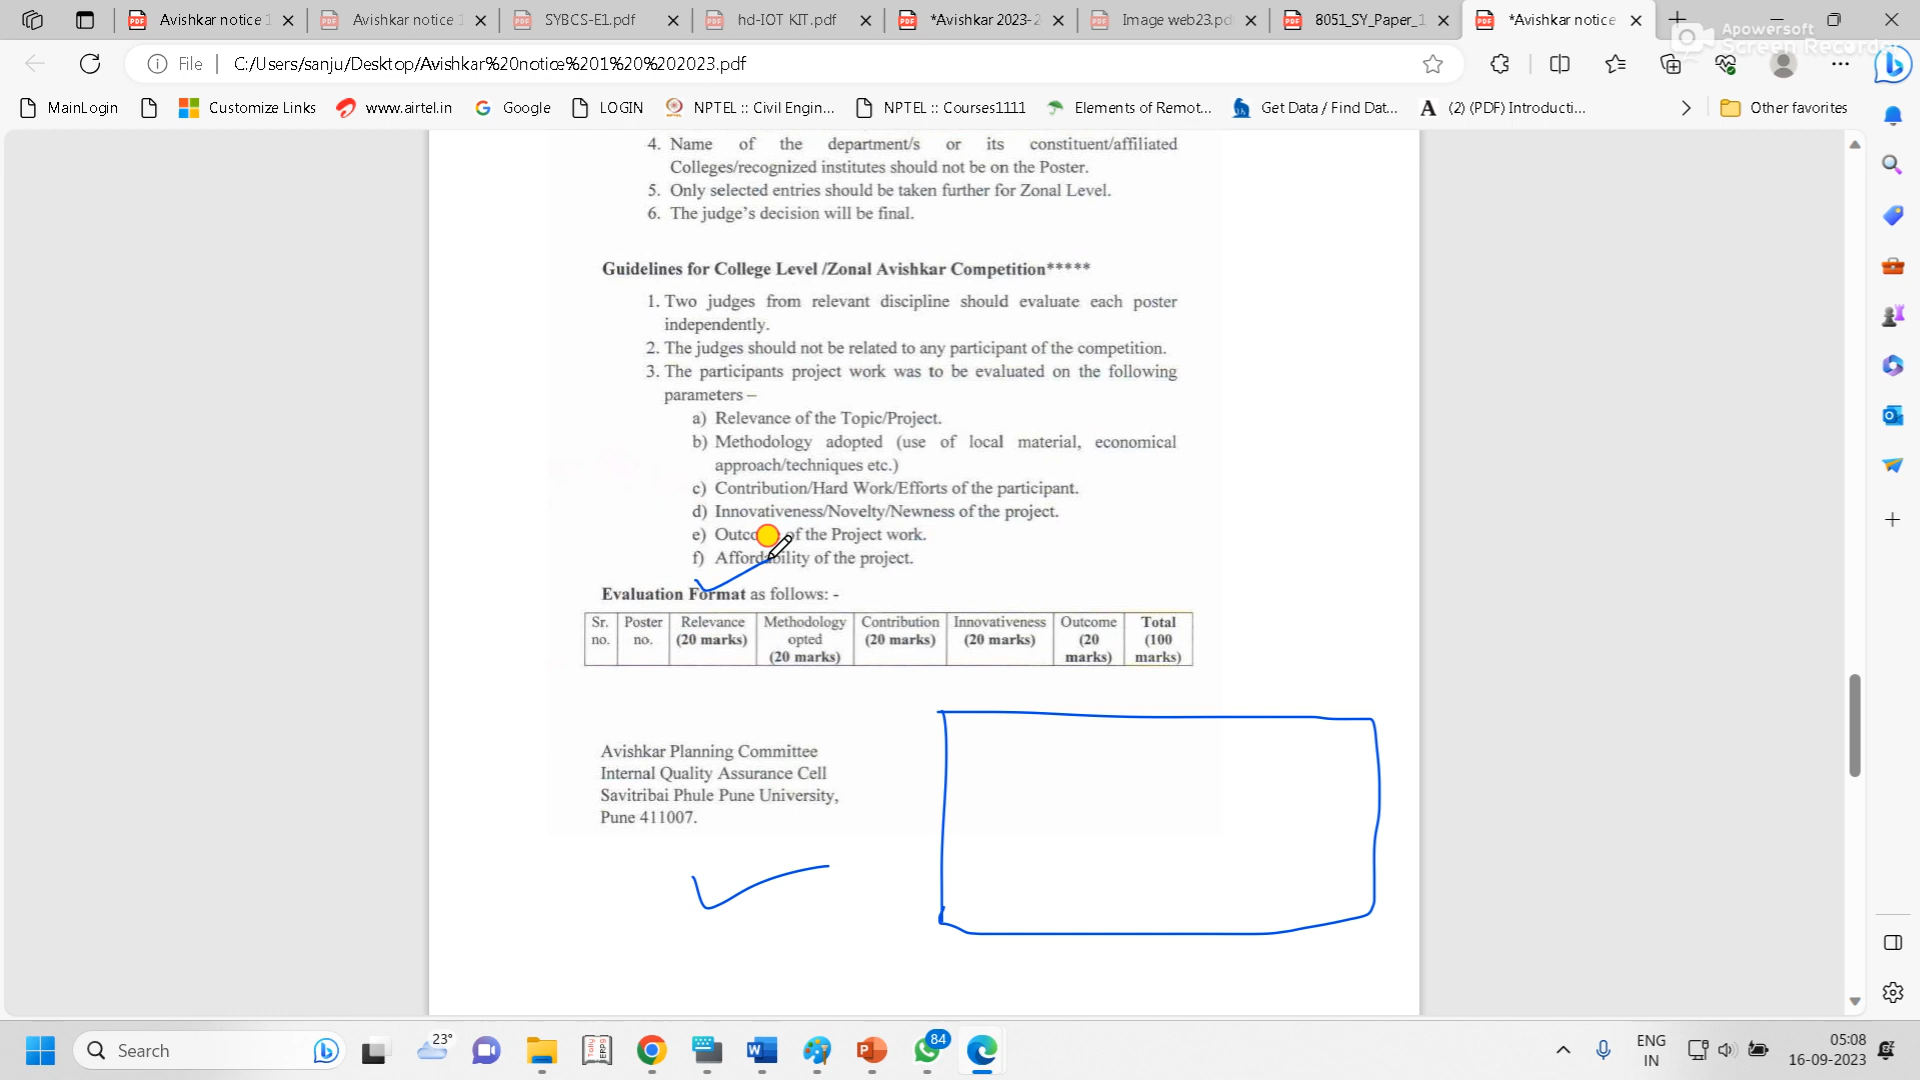 Avishkar notice 1
Avishkar notice 1
SYBCS-E1.pdf
hd-IOT KIT.pdf
*Avishkar 2023-2
Image web23.pdf
8051_SY_Paper_1
*Avishkar notice
Apowersoft
Screen Recorder
File
C:/Users/sanju/Desktop/Avishkar%20notice%201%20%202023.pdf
MainLogin
Customize Links
www.airtel.in
Google
LOGIN
NPTEL :: Civil Engin...
NPTEL :: Courses1111
Elements of Remot...
Get Data / Find Dat...
(2) (PDF) Introducti...
Other favorites
4. Name of the department/s or its constituent/affiliated
Colleges/recognized institutes should not be on the Poster.
5. Only selected entries should be taken further for Zonal Level.
6. The judge's decision will be final.
Guidelines for College Level /Zonal Avishkar Competition*****
1. Two judges from relevant discipline should evaluate each poster
independently.
2. The judges should not be related to any participant of the competition.
3. The participants project work was to be evaluated on the following
parameters –
a) Relevance of the Topic/Project.
b) Methodology adopted (use of local material, economical
approach/techniques etc.)
c) Contribution/Hard Work/Efforts of the participant.
d) Innovativeness/Novelty/Newness of the project.
e) Outcome of the Project work.
f) Affordability of the project.
Evaluation Format as follows: -
Sr. no. Poster no. Relevance (20 marks) Methodology opted (20 marks) Contribution (20 marks) Innovativeness (20 marks) Outcome (20 marks) Total (100 marks)
Avishkar Planning Committee
Internal Quality Assurance Cell
Savitribai Phule Pune University,
Pune 411007.
Search
23°
Tally
ERP9
84
ENG
IN
05:08
16-09-2023